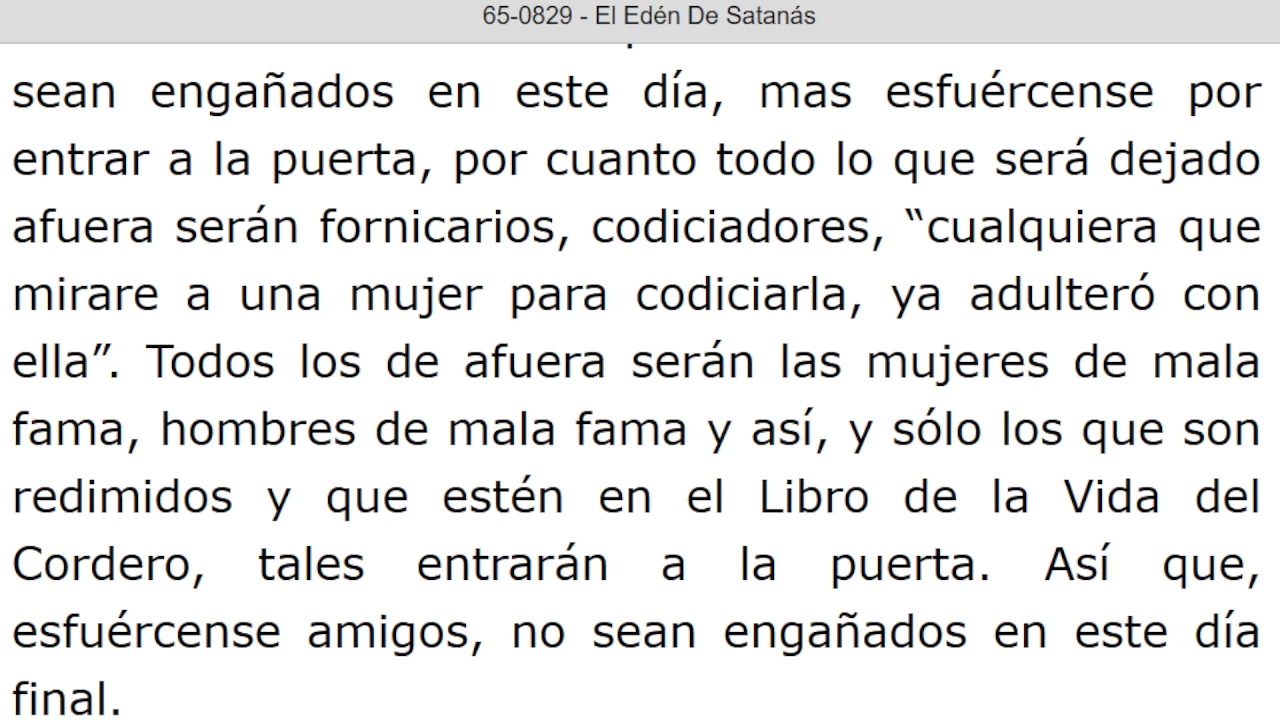 65-0829 - El Edén De Satanás
sean engañados en este día, mas esfuércense por
entrar a la puerta, por cuanto todo lo que será dejado
afuera serán fornicarios, codiciadores, “cualquiera que
mirare a una mujer para codiciarla, ya adulteró con
ella”. Todos los de afuera serán las mujeres de mala
fama, hombres de mala fama y así, y sólo los que son
redimidos y que estén en el Libro de la Vida del
Cordero, tales entrarán a la puerta. Así que,
esfuércense amigos, no sean engañados en este día
final.